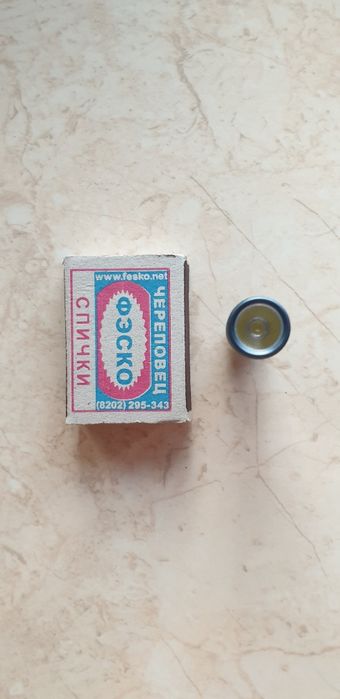 www.fesko.net
СПИЧКИ
ФЭСКО
ЧЕРЕПОВЕЦ
(8202) 295-343